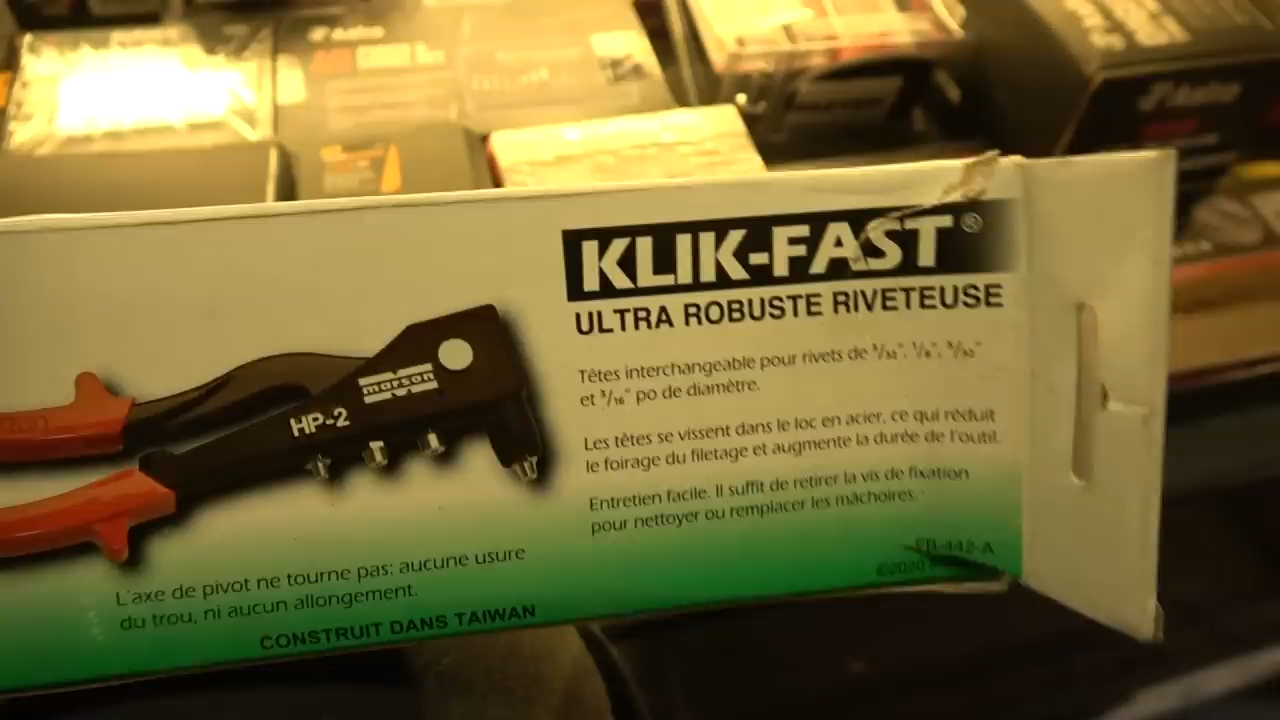 KLIK-FAST®
ULTRA ROBUSTE RIVETEUSE
Têtes interchangeable pour rivets de 3/32", 1/8", 5/32"
et 3/16" po de diamètre.
Les têtes se vissent dans le loc en acier, ce qui réduit
le foirage du filetage et augmente la durée de l'outil.
Entretien facile. Il suffit de retirer la vis de fixation
pour nettoyer ou remplacer les mâchoires.
marson
HP-2
L'axe de pivot ne tourne pas: aucune usure
du trou, ni aucun allongement.
CONSTRUIT DANS TAIWAN
©2020